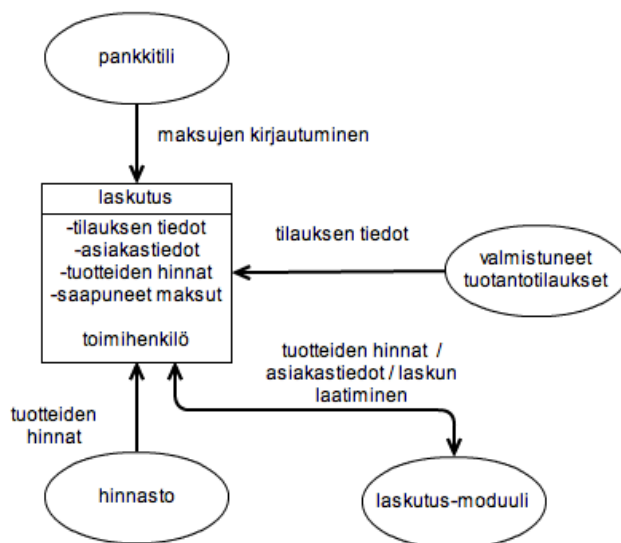 pankkitili
maksujen kirjautuminen
laskutus
-tilauksen tiedot
-asiakastiedot
-tuotteiden hinnat
-saapuneet maksut
toimihenkilö
tilauksen tiedot
valmistuneet
tuotantotilaukset
tuotteiden hinnat /
asiakastiedot / laskun
laatiminen
tuotteiden
hinnat
hinnasto
laskutus-moduuli